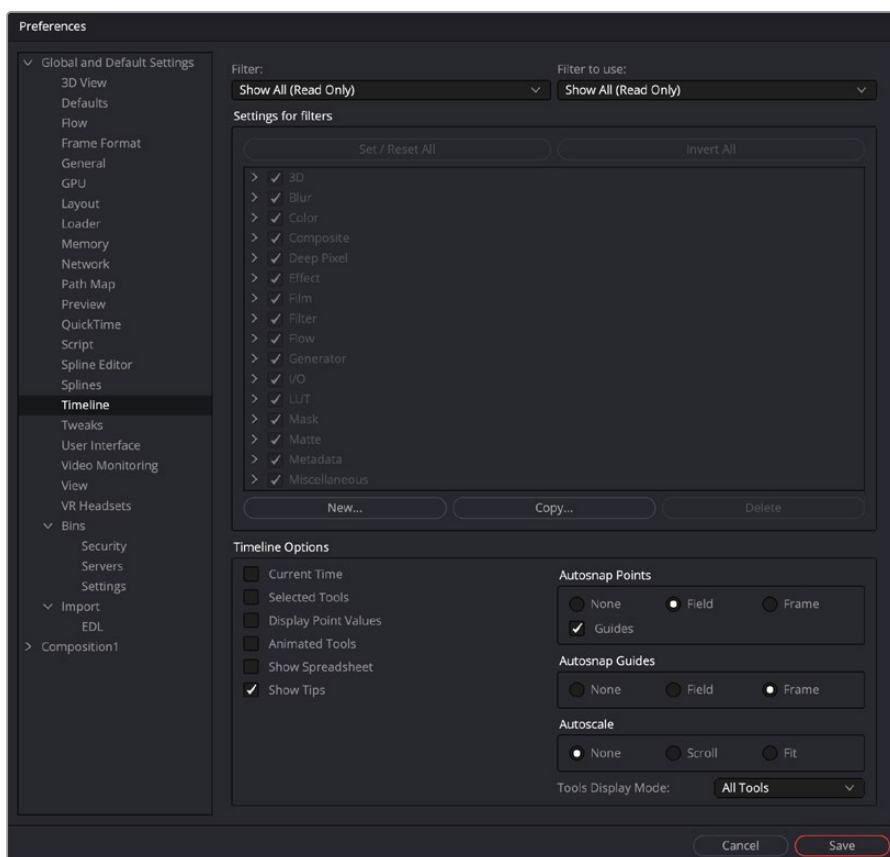 Preferences
Global and Default Settings
3D View
Defaults
Flow
Frame Format
General
GPU
Layout
Loader
Memory
Network
Path Map
Preview
QuickTime
Script
Spline Editor
Splines
Timeline
Tweaks
User Interface
Video Monitoring
View
VR Headsets
Bins
Security
Servers
Settings
Import
EDL
Composition1
Filter: Filter to use:
Show All (Read Only) Show All (Read Only)
Settings for filters
Set / Reset All Invert All
3D
Blur
Color
Composite
Deep Pixel
Effect
Film
Filter
Flow
Generator
I/O
LUT
Mask
Matte
Metadata
Miscellaneous
New... Copy... Delete
Timeline Options
Current Time
Selected Tools
Display Point Values
Animated Tools
Show Spreadsheet
Show Tips
Autosnap Points
None Field Frame
Guides
Autosnap Guides
None Field Frame
Autoscale
None Scroll Fit
Tools Display Mode: All Tools
Cancel Save